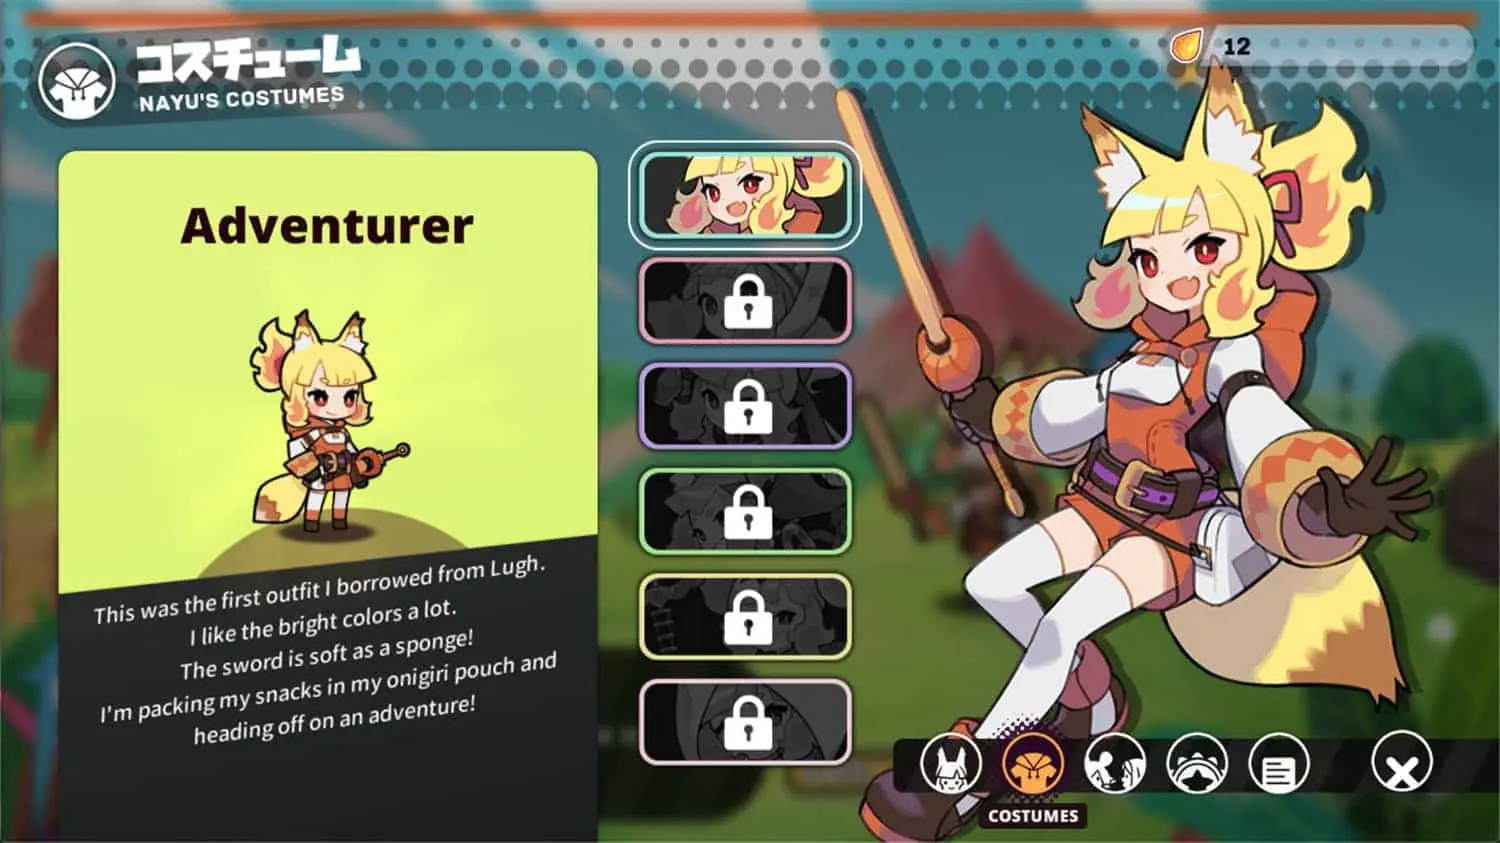 コスチューム
NAYU'S COSTUMES
12
Adventurer
This was the first outfit I borrowed from Lugh.
I like the bright colors a lot.
The sword is soft as a sponge!
I'm packing my snacks in my onigiri pouch and
heading off on an adventure!
COSTUMES